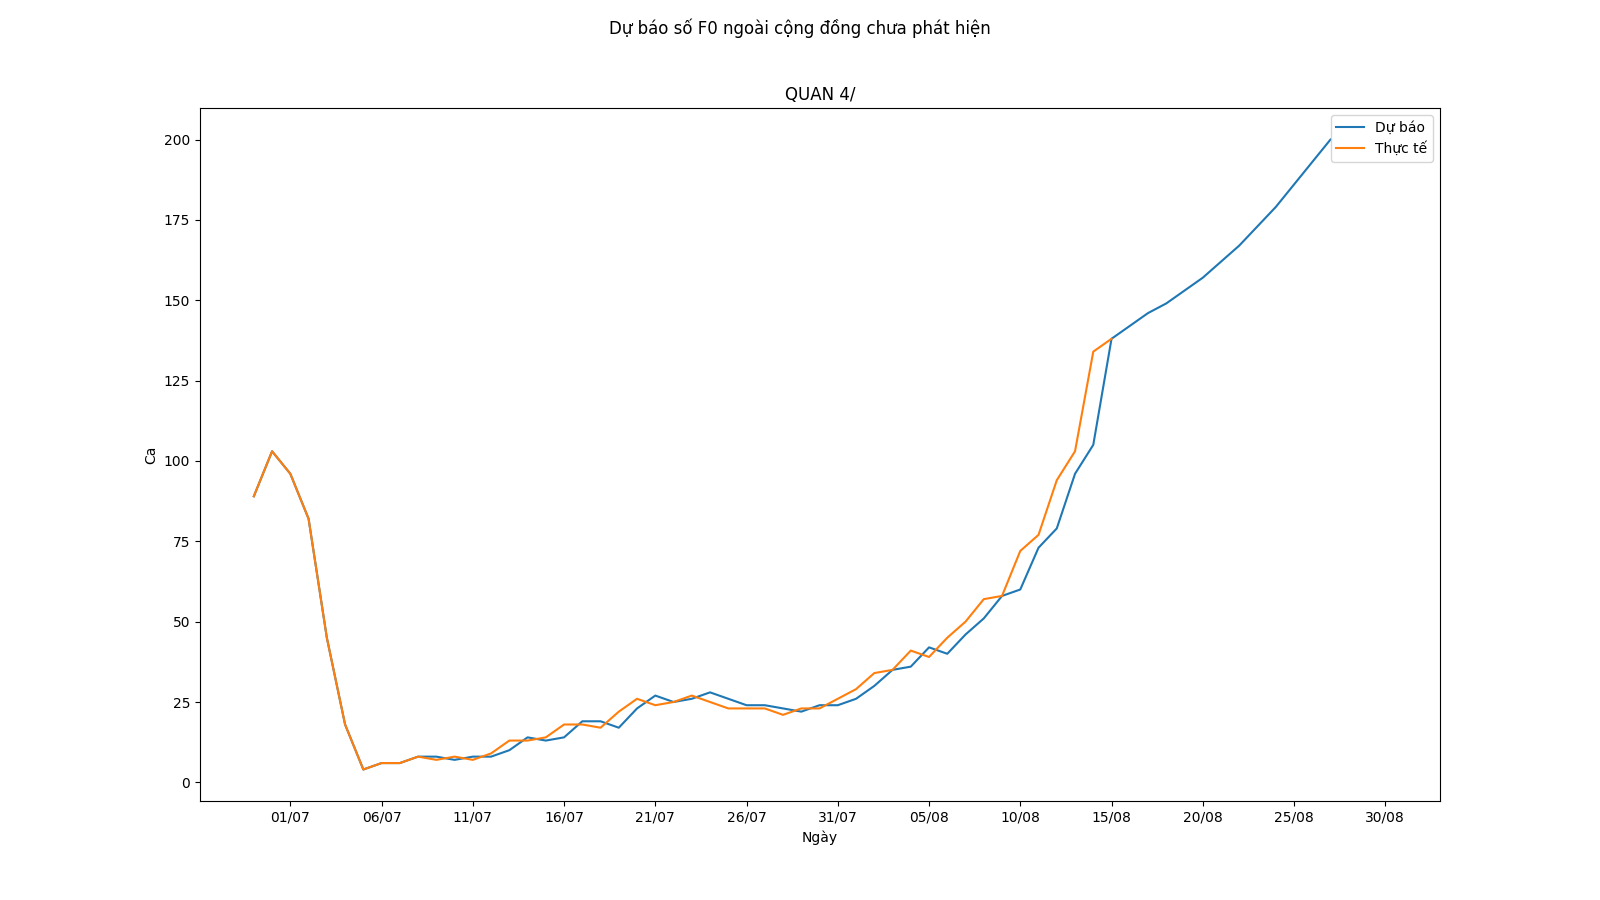 Dự báo số F0 ngoài cộng đồng chưa phát hiện
QUAN 4/
Dự báo
Thực tế
200
175
150
125
100
75
50
25
0
Ca
01/07 06/07 11/07 16/07 21/07 26/07 31/07 05/08 10/08 15/08 20/08 25/08 30/08
Ngày